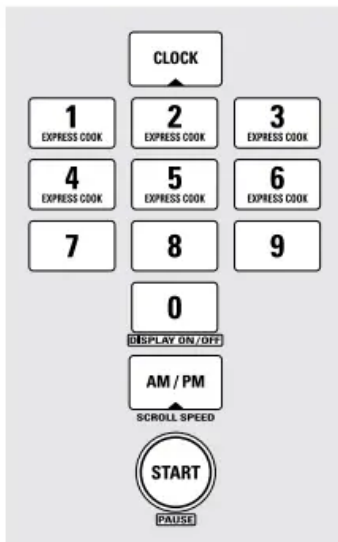 CLOCK
1 2 3
EXPRESS COOK EXPRESS COOK EXPRESS COOK
4 5 6
EXPRESS COOK EXPRESS COOK EXPRESS COOK
7 8 9
0
DISPLAY ON/OFF
AM / PM
SCROLL SPEED
START
PAUSE